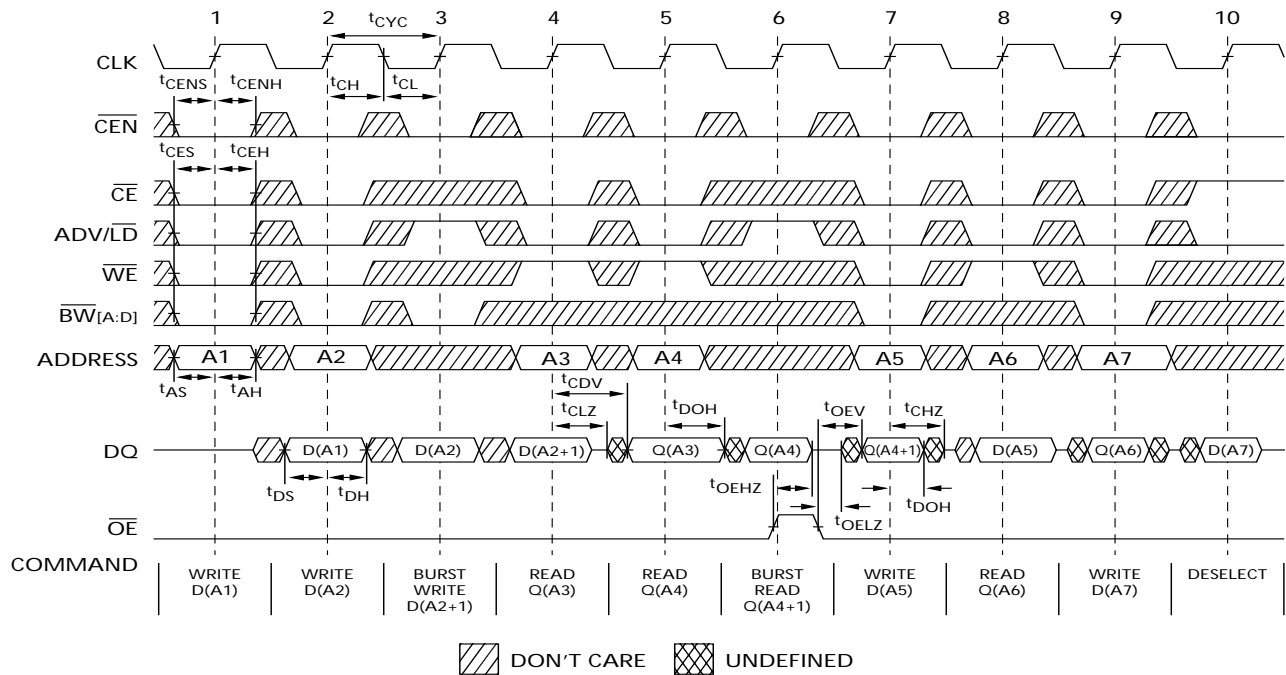 1 2 3 4 5 6 7 8 9 10
tCYC
CLK
tCENS tCENH tCH tCL
CEN
tCES tCEH
CE
ADV/LD
WE
BW[A:D]
ADDRESS A1 A2 A3 A4 A5 A6 A7
tAS tAH tCDV
tCLZ tDOH tOEV tCHZ
DQ D(A1) D(A2) D(A2+1) Q(A3) Q(A4) Q(A4+1) D(A5) Q(A6) D(A7)
tDS tDH tOEHZ tDOH
tOELZ
OE
COMMAND
WRITE D(A1)
WRITE D(A2)
BURST WRITE D(A2+1)
READ Q(A3)
READ Q(A4)
BURST READ Q(A4+1)
WRITE D(A5)
READ Q(A6)
WRITE D(A7)
DESELECT
DON'T CARE UNDEFINED